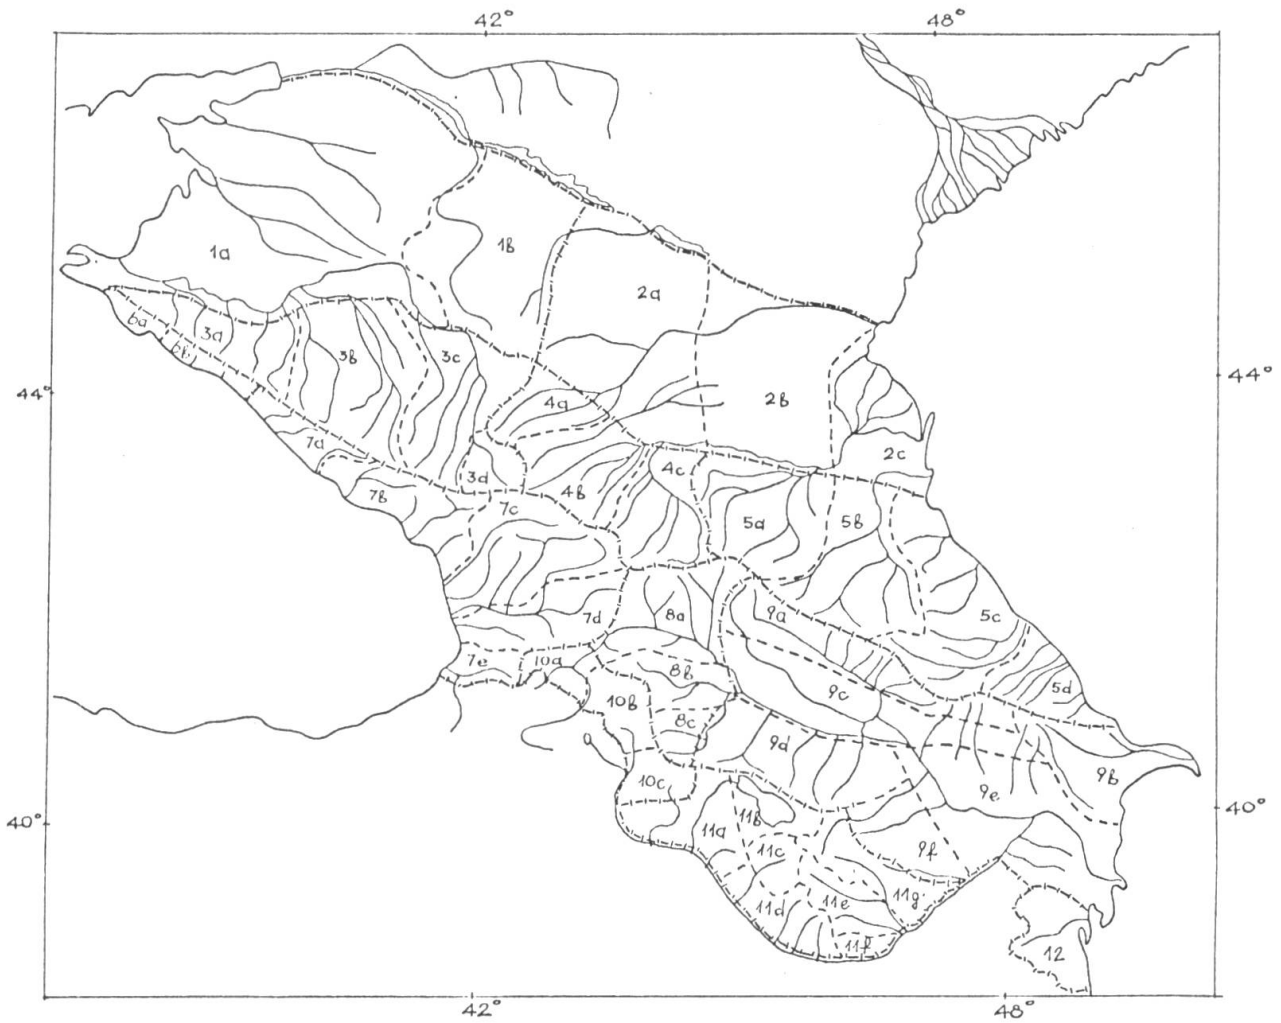 42° 48°
1a 1b
2a
6a 3a
6b 3b 3c
44° 44°
4a 2b
7a 2c
3d 4c
7b 4b
7c 5a 5b
7d 8a 9a 5c
7e 10a
8b
10b 9c 5d
8c
9d
10c 9e 9b
40° 40°
11a 11b
11c 9f
11d 11e 11g
11f 12
42° 48°